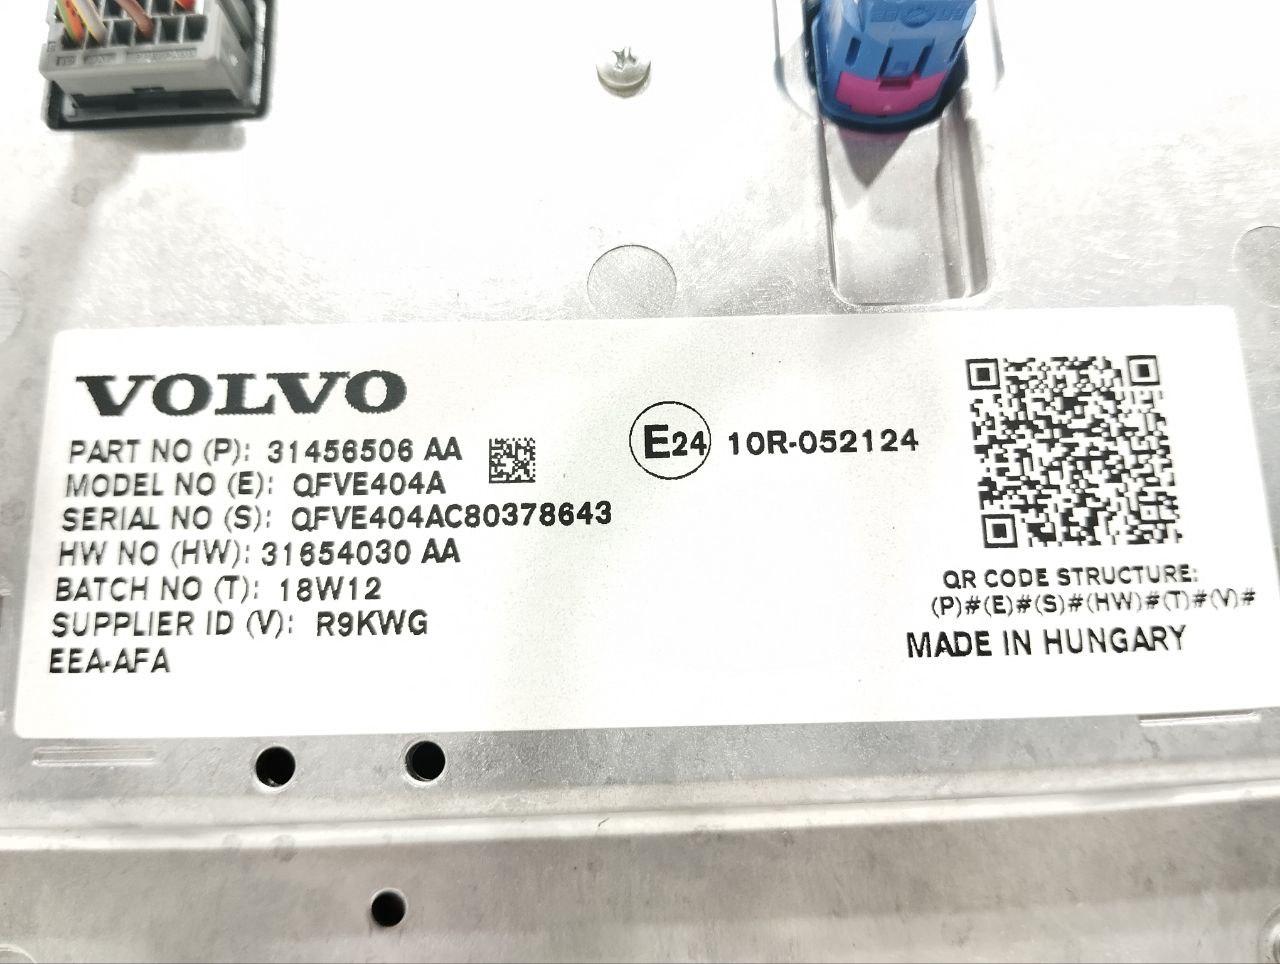 VOLVO
PART NO (P): 31456506 AA
MODEL NO (E): QFVE404A
SERIAL NO (S): QFVE404AC80378643
HW NO (HW): 31654030 AA
BATCH NO (T): 18W12
SUPPLIER ID (V): R9KWG
EEA-AFA
E24 10R-052124
QR CODE STRUCTURE:
(P)#(E)#(S)#(HW)#(T)#(V)#
MADE IN HUNGARY